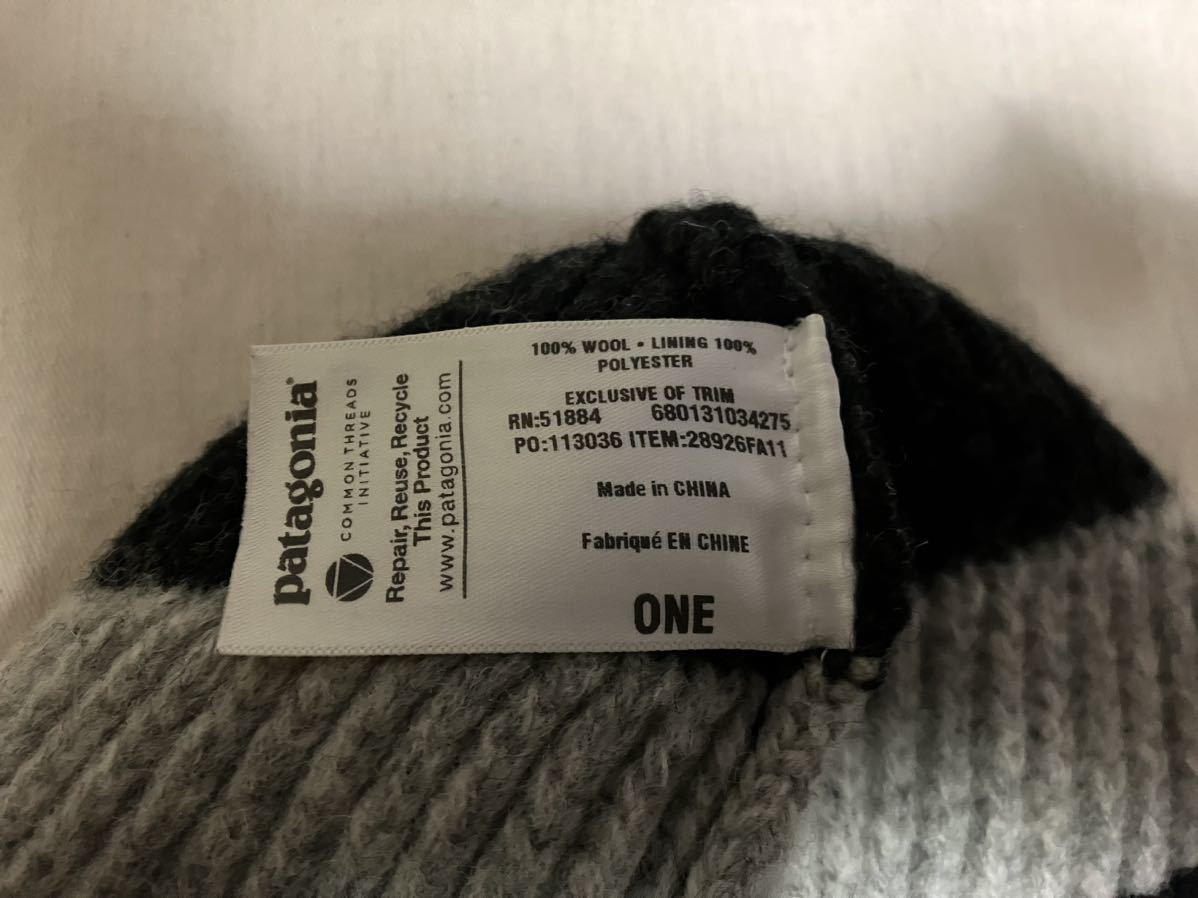 patagonia®
COMMON THREADS
INITIATIVE
Repair, Reuse, Recycle
This Product
www.patagonia.com
100% WOOL • LINING 100%
POLYESTER
EXCLUSIVE OF TRIM
RN:51884 680131034275
PO:113036 ITEM:28926FA11
Made in CHINA
Fabriqué EN CHINE
ONE